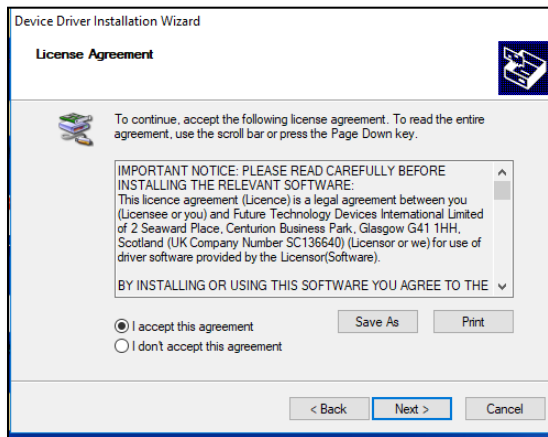 Device Driver Installation Wizard
License Agreement
To continue, accept the following license agreement. To read the entire
agreement, use the scroll bar or press the Page Down key.
IMPORTANT NOTICE: PLEASE READ CAREFULLY BEFORE
INSTALLING THE RELEVANT SOFTWARE:
This licence agreement (Licence) is a legal agreement between you
(Licensee or you) and Future Technology Devices International Limited
of 2 Seaward Place, Centurion Business Park, Glasgow G41 1HH,
Scotland (UK Company Number SC136640) (Licensor or we) for use of
driver software provided by the Licensor(Software).
BY INSTALLING OR USING THIS SOFTWARE YOU AGREE TO THE
I accept this agreement
Save As
Print
I don't accept this agreement
< Back
Next >
Cancel